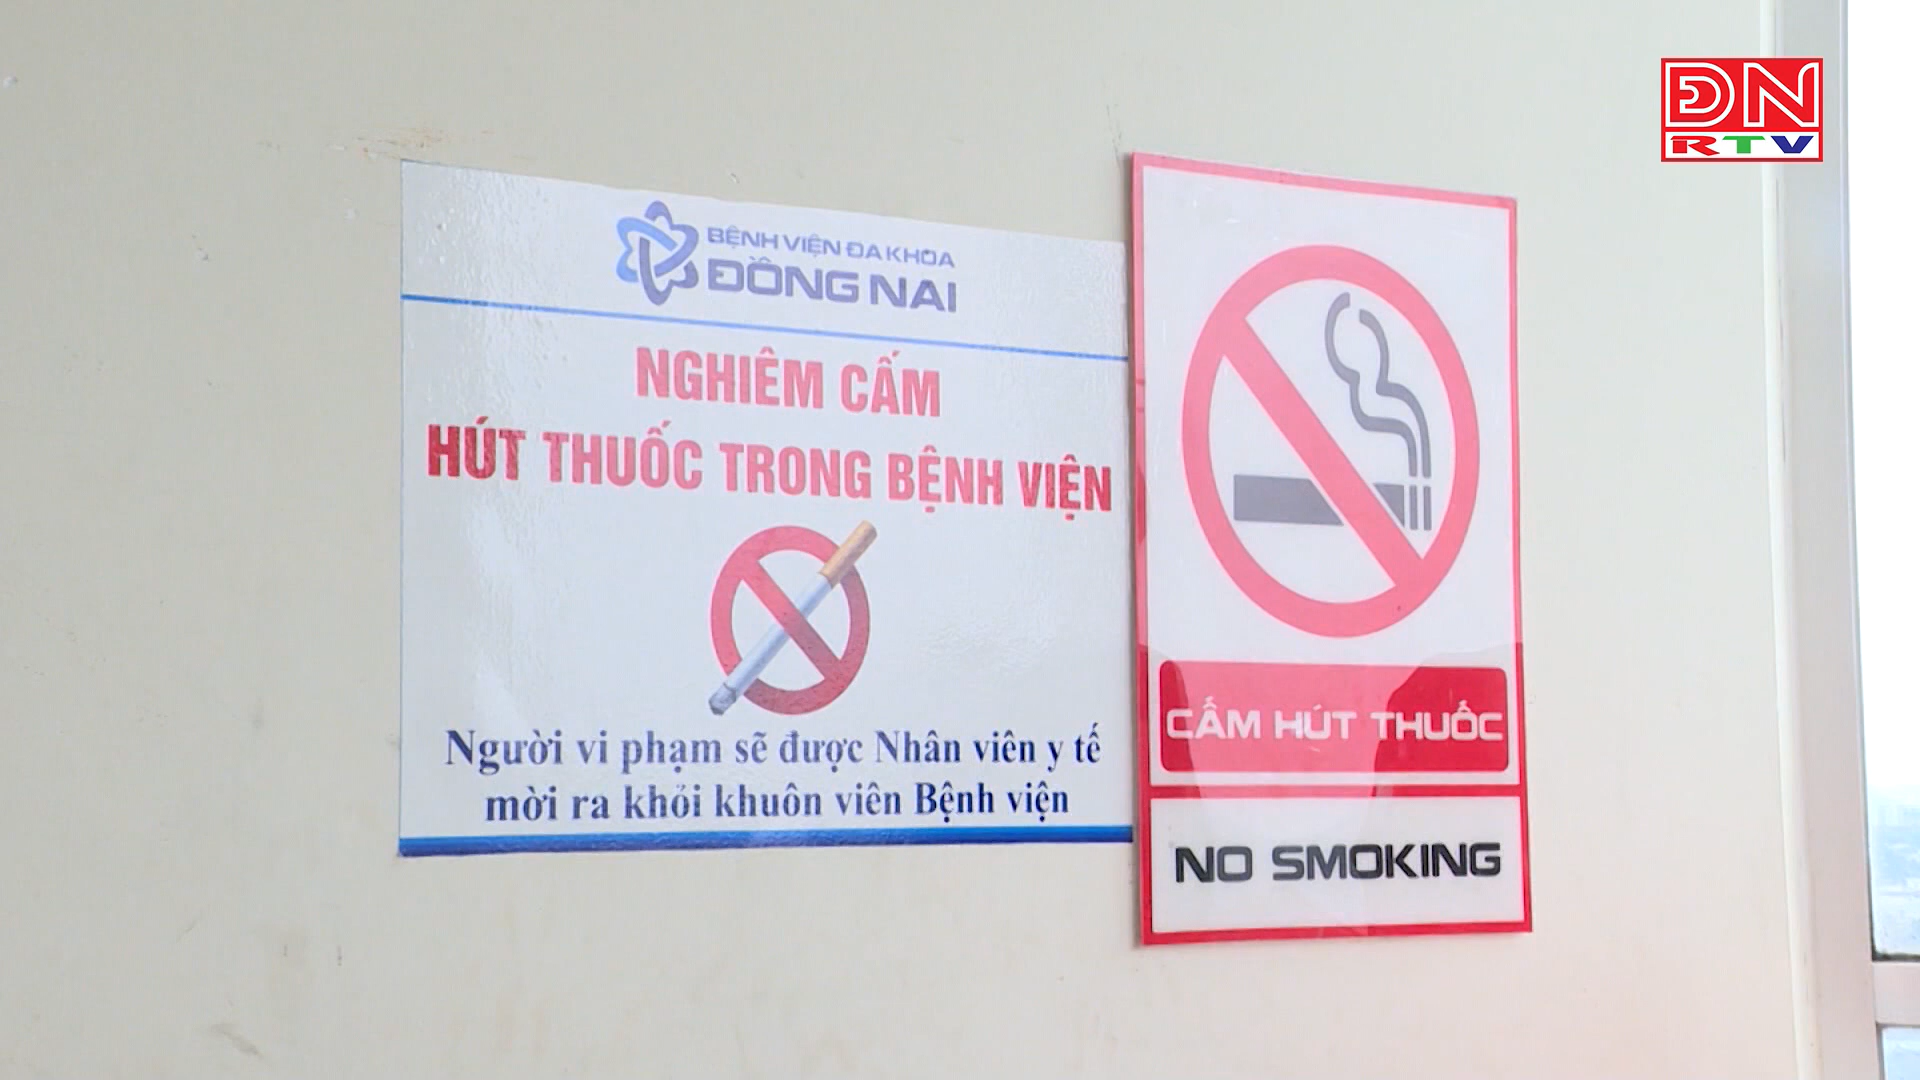 BỆNH VIỆN ĐA KHOA
ĐỒNG NAI
NGHIÊM CẤM
HÚT THUỐC TRONG BỆNH VIỆN
Người vi phạm sẽ được Nhân viên y tế
mời ra khỏi khuôn viên Bệnh viện
CẤM HÚT THUỐC
NO SMOKING
ĐN
RTV